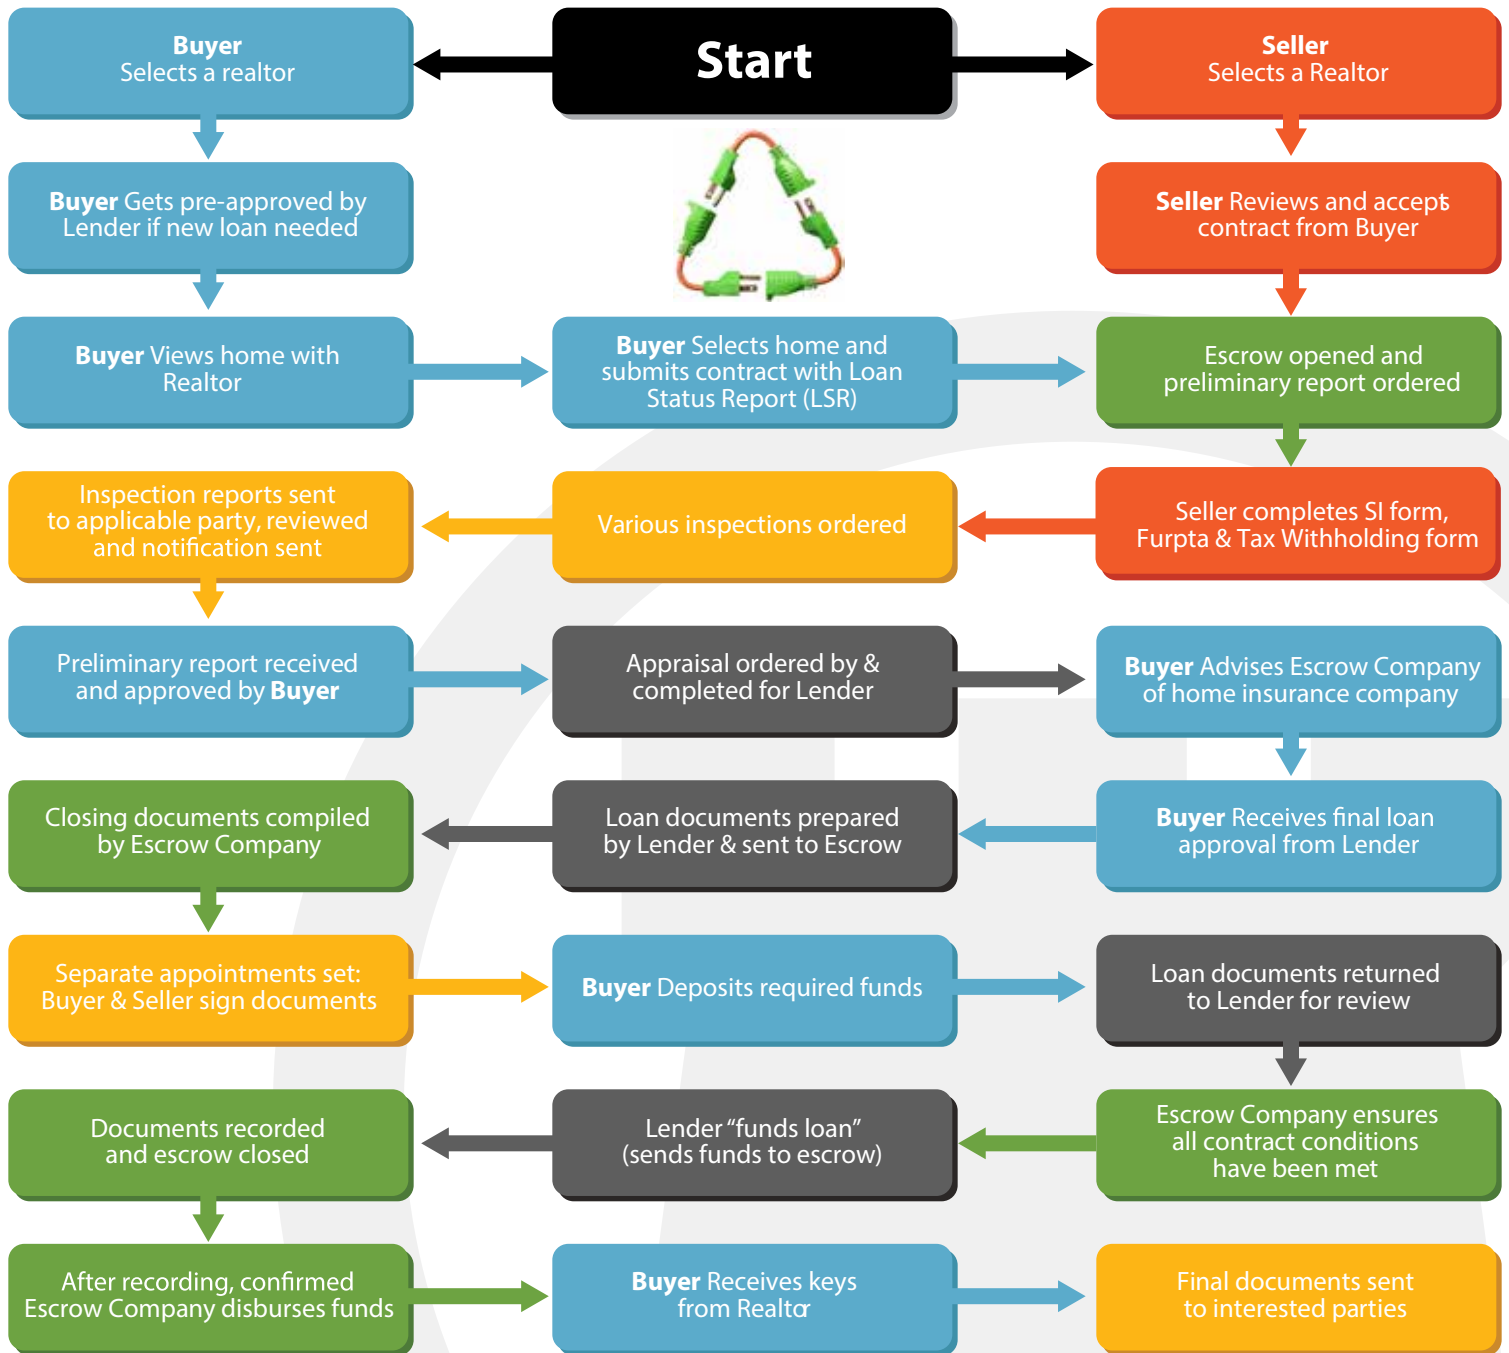 Buyer
Selects a realtor
Start
Seller
Selects a Realtor
Buyer Gets pre-approved by
Lender if new loan needed
Seller Reviews and accepts
contract from Buyer
Buyer Views home with
Realtor
Buyer Selects home and
submits contract with Loan
Status Report (LSR)
Escrow opened and
preliminary report ordered
Inspection reports sent
to applicable party, reviewed
and notification sent
Various inspections ordered
Seller completes SI form,
Furpta & Tax Withholding form
Preliminary report received
and approved by Buyer
Appraisal ordered by &
completed for Lender
Buyer Advises Escrow Company
of home insurance company
Closing documents compiled
by Escrow Company
Loan documents prepared
by Lender & sent to Escrow
Buyer Receives final loan
approval from Lender
Separate appointments set:
Buyer & Seller sign documents
Buyer Deposits required funds
Loan documents returned
to Lender for review
Documents recorded
and escrow closed
Lender “funds loan”
(sends funds to escrow)
Escrow Company ensures
all contract conditions
have been met
After recording, confirmed
Escrow Company disburses funds
Buyer Receives keys
from Realtor
Final documents sent
to interested parties